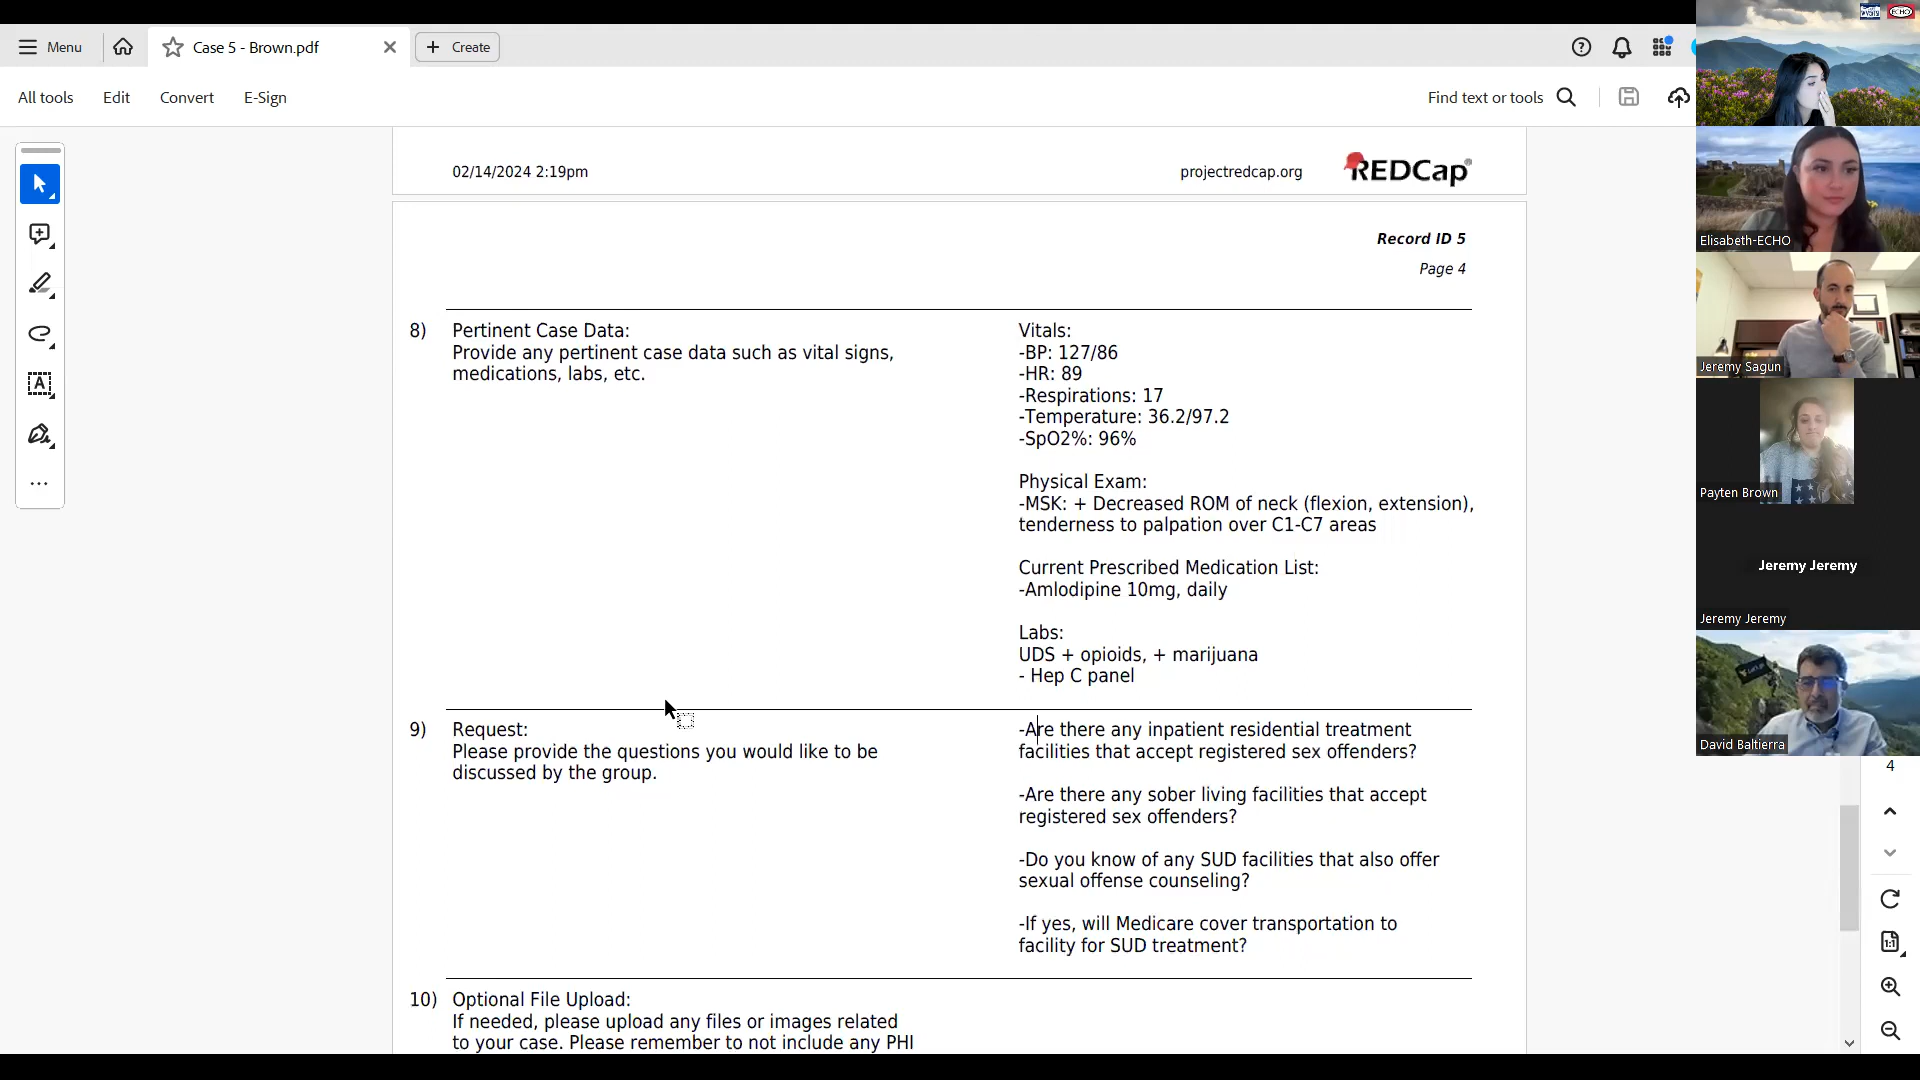 Menu
Case 5 - Brown.pdf
Create
All tools
Edit
Convert
E-Sign
Find text or tools
02/14/2024 2:19pm
projectredcap.org
REDCap
Record ID 5
Page 4
8) Pertinent Case Data:
Provide any pertinent case data such as vital signs,
medications, labs, etc.
Vitals:
-BP: 127/86
-HR: 89
-Respirations: 17
-Temperature: 36.2/97.2
-SpO2%: 96%
Physical Exam:
-MSK: + Decreased ROM of neck (flexion, extension),
tenderness to palpation over C1-C7 areas
Current Prescribed Medication List:
-Amlodipine 10mg, daily
Labs:
UDS + opioids, + marijuana
- Hep C panel
9) Request:
Please provide the questions you would like to be
discussed by the group.
-Are there any inpatient residential treatment
facilities that accept registered sex offenders?
-Are there any sober living facilities that accept
registered sex offenders?
-Do you know of any SUD facilities that also offer
sexual offense counseling?
-If yes, will Medicare cover transportation to
facility for SUD treatment?
10) Optional File Upload:
If needed, please upload any files or images related
to your case. Please remember to not include any PHI
ECHO
Elisabeth-ECHO
Jeremy Sagun
Payten Brown
Jeremy Jeremy
Jeremy Jeremy
David Baltierra
4
1:1